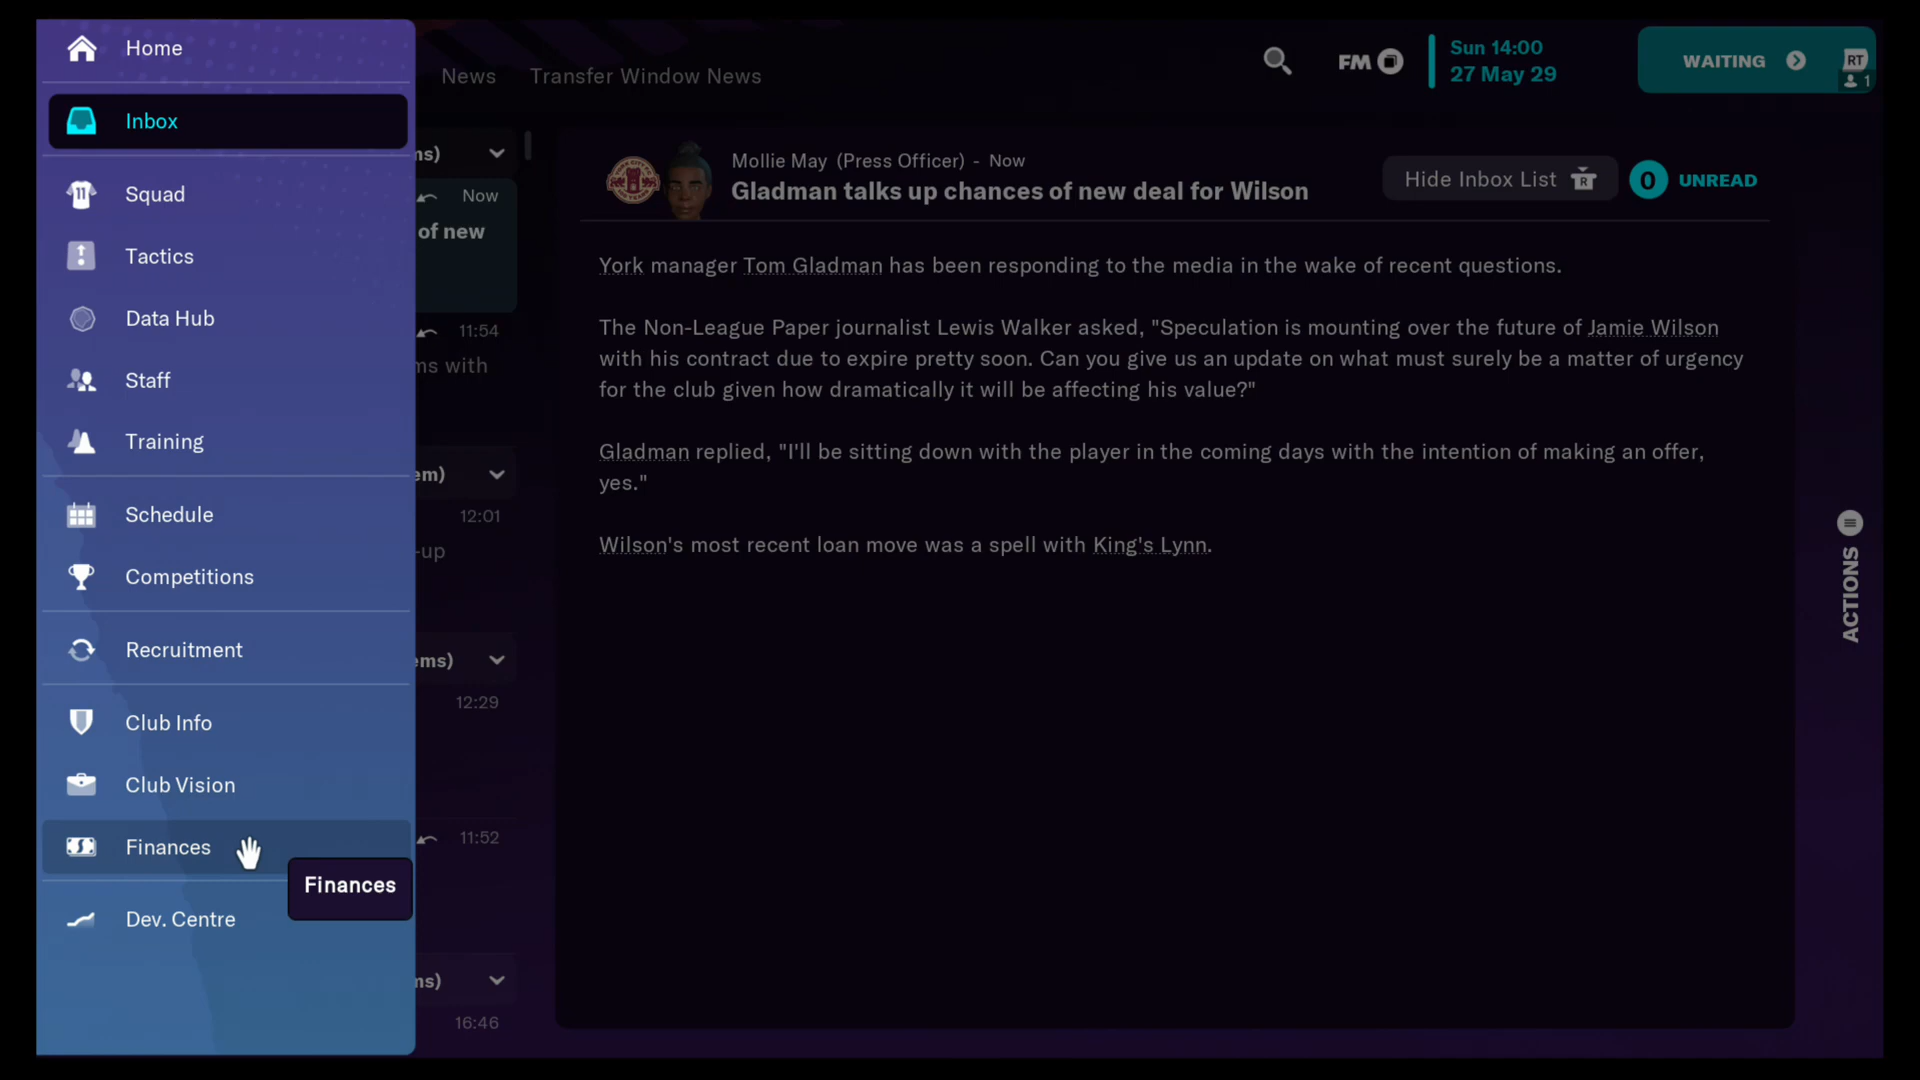 Home
Inbox
Squad
Tactics
Data Hub
Staff
Training
Schedule
Competitions
Recruitment
Club Info
Club Vision
Finances
Finances
Dev. Centre
News Transfer Window News
FM
Sun 14:00
27 May 29
WAITING
RT
1
ms)
Now
of new
11:54
ms with
em)
12:01
-up
ems)
12:29
11:52
ms)
16:46
Mollie May (Press Officer) - Now
Gladman talks up chances of new deal for Wilson
Hide Inbox List R
0 UNREAD
York manager Tom Gladman has been responding to the media in the wake of recent questions.
The Non-League Paper journalist Lewis Walker asked, "Speculation is mounting over the future of Jamie Wilson
with his contract due to expire pretty soon. Can you give us an update on what must surely be a matter of urgency
for the club given how dramatically it will be affecting his value?"
Gladman replied, "I'll be sitting down with the player in the coming days with the intention of making an offer,
yes."
Wilson's most recent loan move was a spell with King's Lynn.
ACTIONS